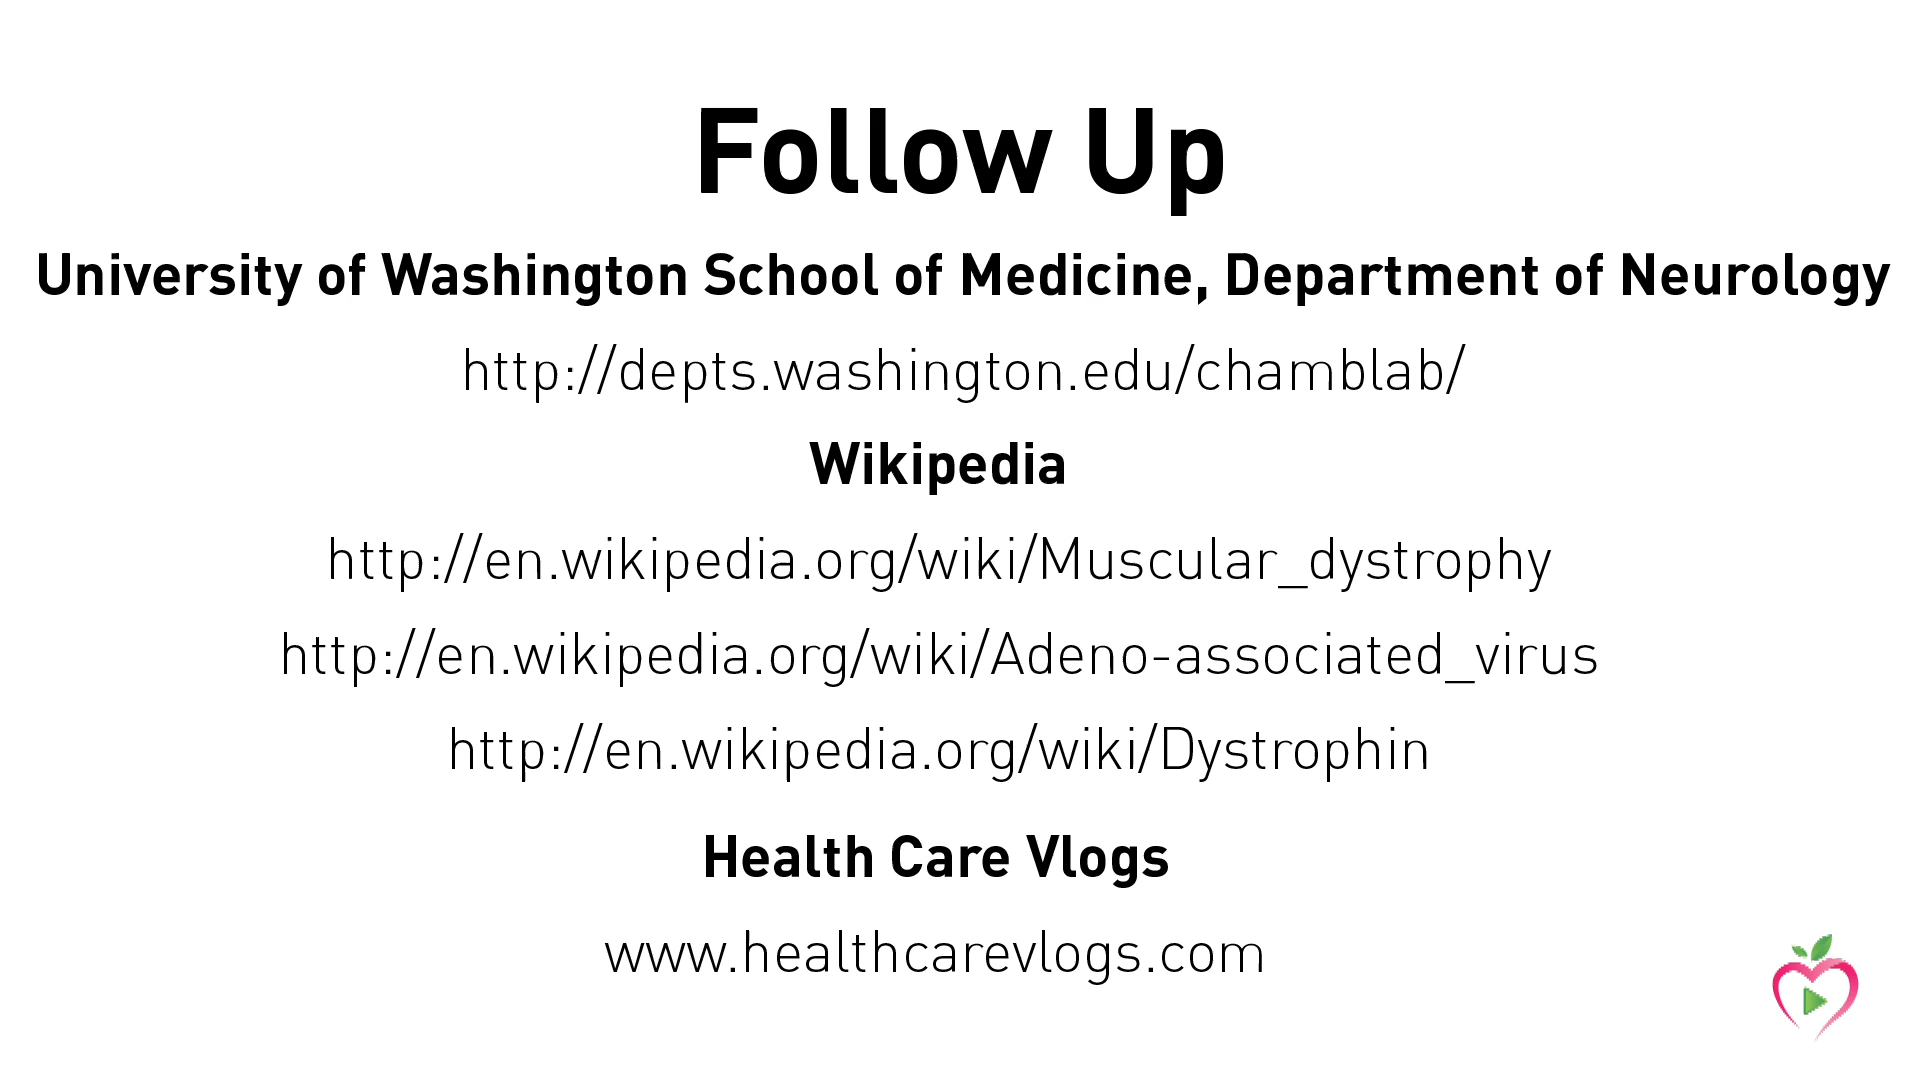 Follow Up
University of Washington School of Medicine, Department of Neurology
http://depts.washington.edu/chamblab/
Wikipedia
http://en.wikipedia.org/wiki/Muscular_dystrophy
http://en.wikipedia.org/wiki/Adeno-associated_virus
http://en.wikipedia.org/wiki/Dystrophin
Health Care Vlogs
www.healthcarevlogs.com